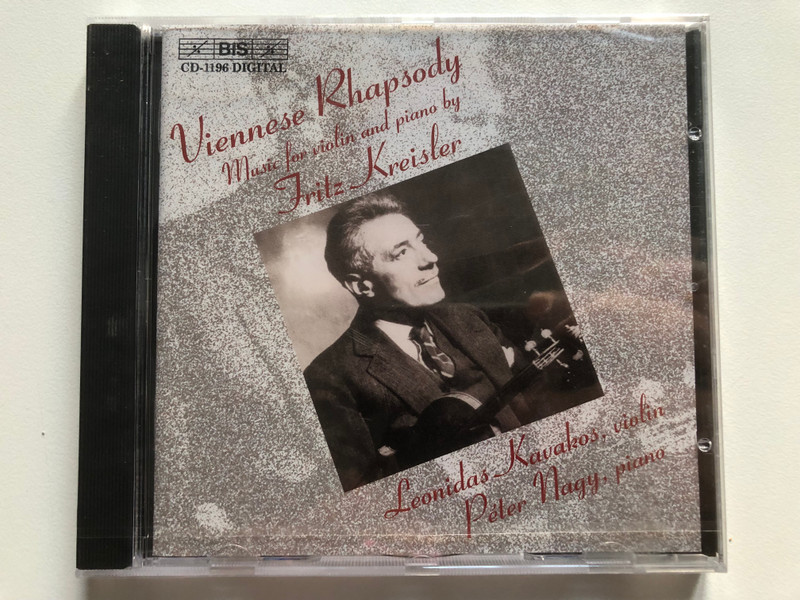 BIS
CD-1196 DIGITAL
Viennese Rhapsody
Music for violin and piano by
Fritz Kreisler
Leonidas Kavakos, violin
Péter Nagy, piano